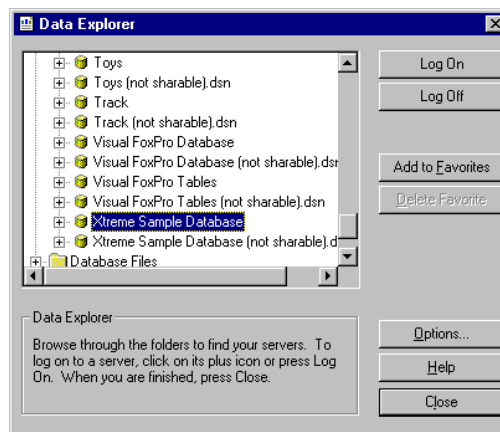 Data Explorer
Toys
Toys (not sharable).dsn
Track
Track (not sharable).dsn
Visual FoxPro Database
Visual FoxPro Database (not sharable).dsr
Visual FoxPro Tables
Visual FoxPro Tables (not sharable).dsn
Xtreme Sample Database
Xtreme Sample Database (not sharable).d
Database Files
Log On
Log Off
Add to Favorites
Delete Favorite
Data Explorer
Browse through the folders to find your servers. To
log on to a server, click on its plus icon or press Log
On. When you are finished, press Close.
Options...
Help
Close